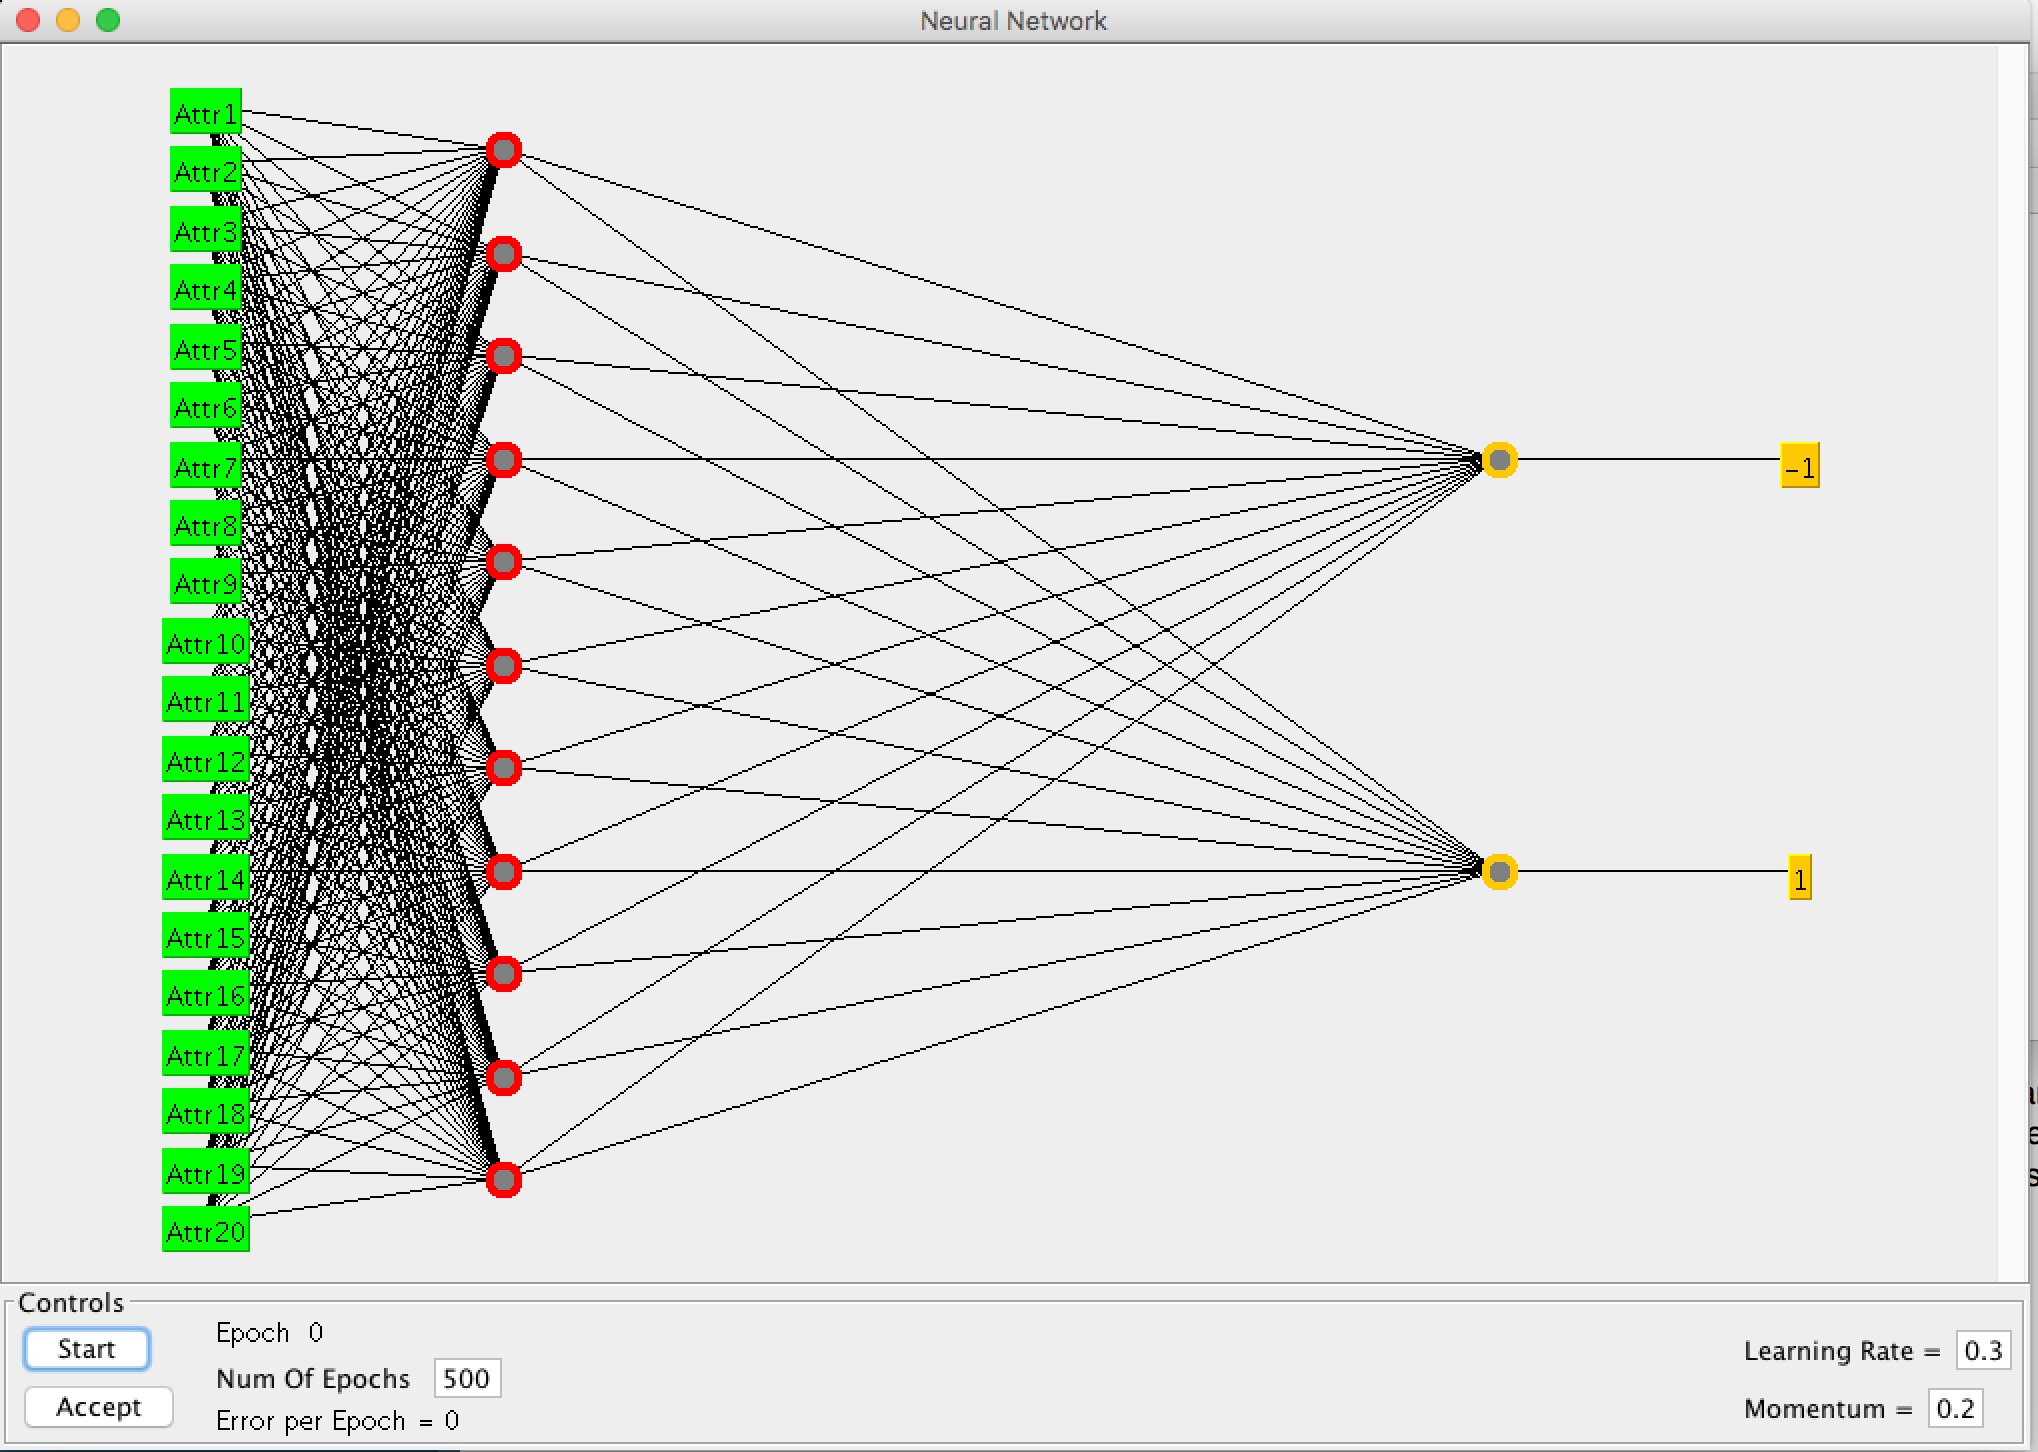 Neural Network
Attr1
Attr2
Attr3
Attr4
Attr5
Attr6
Attr7
Attr8
Attr9
Attr10
Attr11
Attr12
Attr13
Attr14
Attr15
Attr16
Attr17
Attr18
Attr19
Attr20
-1
1
Controls
Start
Accept
Epoch 0
Num Of Epochs 500
Error per Epoch = 0
Learning Rate = 0.3
Momentum = 0.2